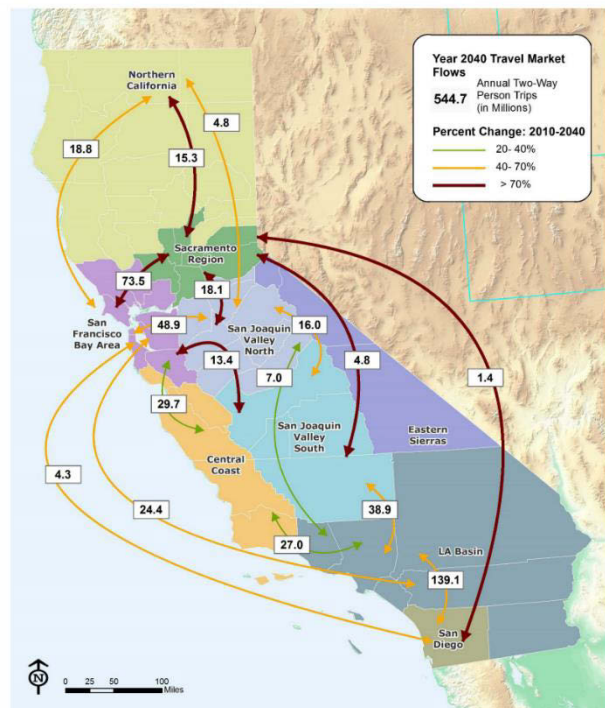 Year 2040 Travel Market
Flows
544.7
Annual Two-Way
Person Trips
(in Millions)
Percent Change: 2010-2040
20- 40%
40- 70%
> 70%
Northern
California
4.8
18.8
15.3
Sacramento
Region
73.5
18.1
San
Francisco
Bay Area
48.9
San Joaquin
Valley North
16.0
13.4
7.0
4.8
1.4
29.7
San Joaquin
Valley
South
Eastern
Sierras
Central
Coast
4.3
24.4
38.9
27.0
LA Basin
139.1
San
Diego
N
0 25 50 100
Miles